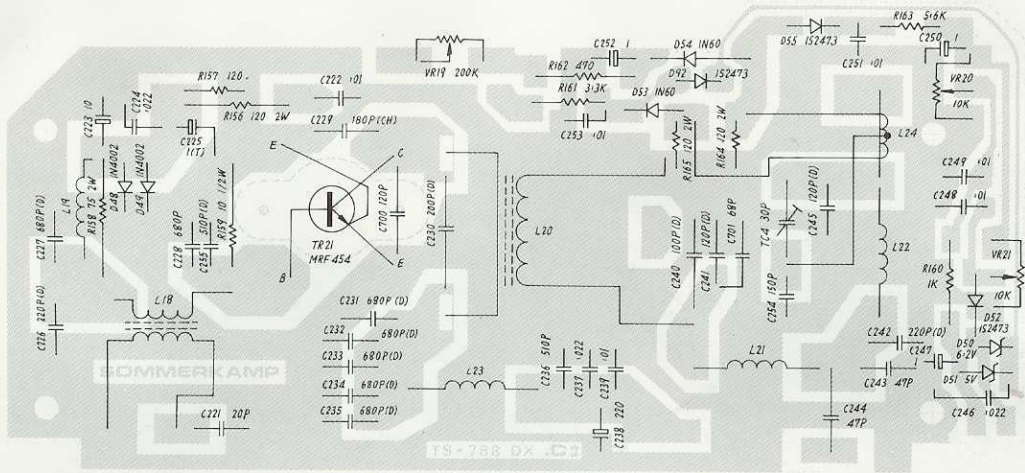 R163 5.6K
C250 1
D55 1S2473
C251 .01
C252 1
D54 1N60
VR19 200K
R162 470
D92 1S2473
VR20
10K
R157 120
C222 .01
R161 3.3K
D53 1N60
C223 10
C224 .022
R156 120 2W
C229 180P(CH)
C253 .01
C225
1(T)
R165 120 2W
R164 120 2W
L24
E
C
L19
R158 75 2W
D48 1N4002
D49 1N4002
C249 .01
C248 .01
C227 680P(D)
C228 680P
C255 510P(D)
R159 10 1/2W
TR21
MRF454
C700 120P
C230 200P(D)
L20
C240 100P(D)
C241 120P(D)
C701 68P
TC4 30P
C245 120P(D)
L22
B
E
R160
1K
VR21
10K
C226 220P(D)
L18
C231 680P(D)
C254 150P
D52
1S2473
C232 680P(D)
C242 220P(D)
D50
6.2V
C233 680P(D)
C247
SOMMERKAMP
C234 680P(D)
L23
C236 510P
C237 .022
C239 .01
L21
C243 47P
D51 5V
C235 680P(D)
C246 .022
C221 20P
C238 220
C244
47P
TS-788 DX .C2